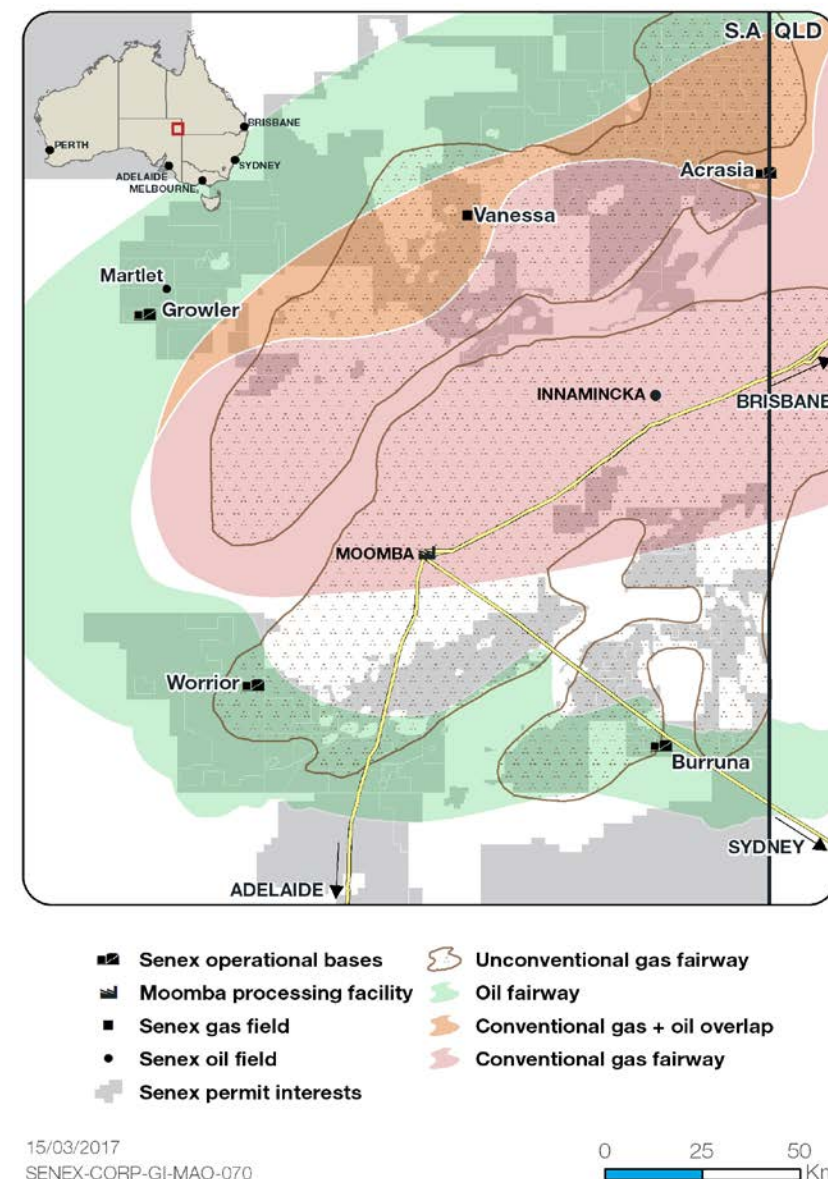 S.A QLD
BRISBANE
PERTH
SYDNEY
ADELAIDE
MELBOURNE
Acrasia
Vanessa
Martlet
Growler
INNAMINCKA
BRISBANE
MOOMBA
Worrior
Burruna
SYDNEY
ADELAIDE
Senex operational bases
Moomba processing facility
Senex gas field
Senex oil field
Senex permit interests
Unconventional gas fairway
Oil fairway
Conventional gas + oil overlap
Conventional gas fairway
15/03/2017
SENEX-CORP-GI-MAO-070
0 25 50
Km